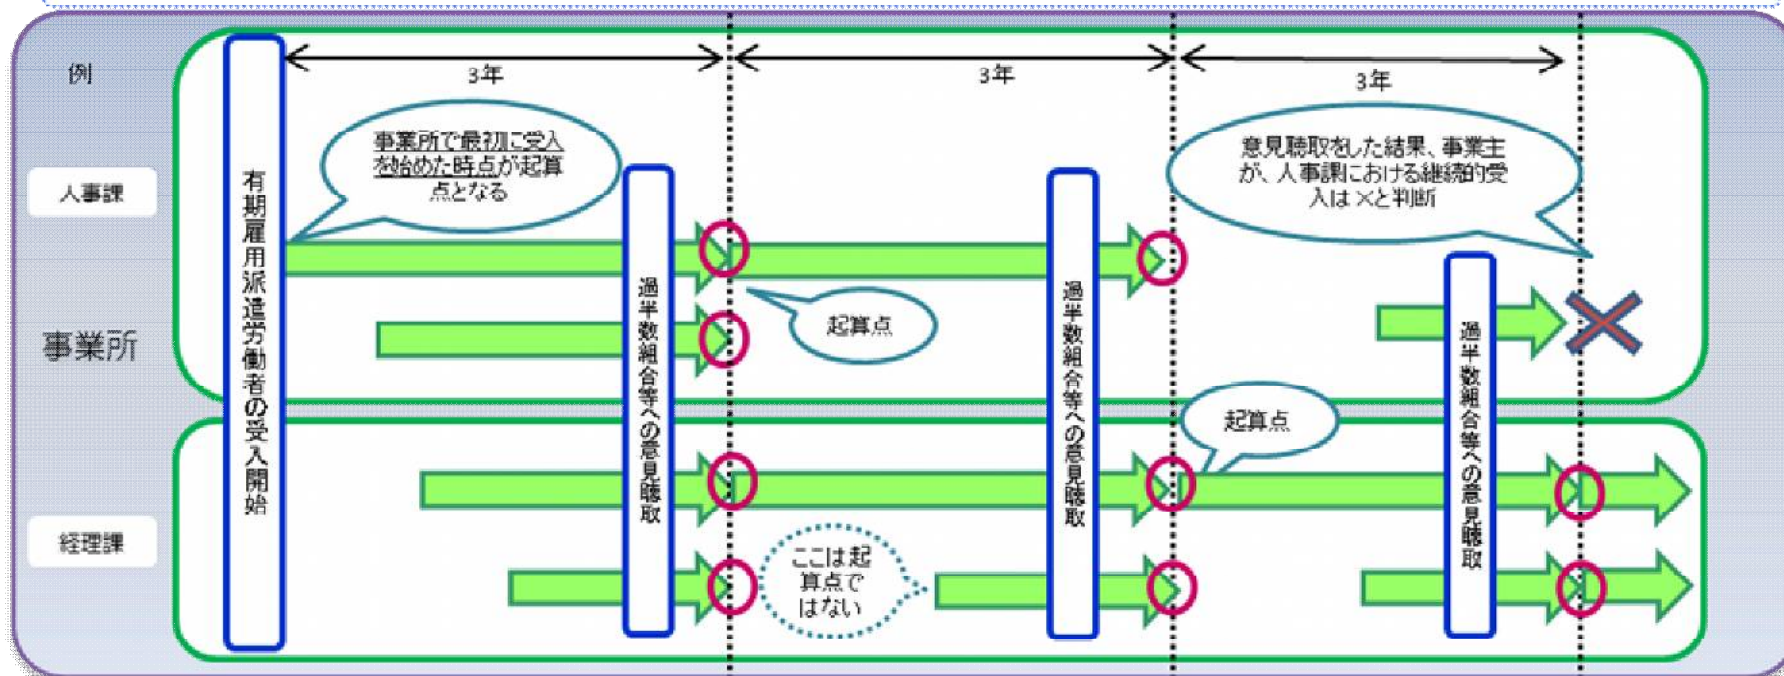 例
3年
3年
3年
事業所で最初に受入
を始めた時点が起算
点となる
意見聴取をした結果、事業主
が、人事課における継続的受
入は×と判断
人事課
有期雇用派遣労働者の受入開始
過半数組合等への意見聴取
過半数組合等への意見聴取
過半数組合等への意見聴取
起算点
事業所
起算点
経理課
ここは起
算点で
はない